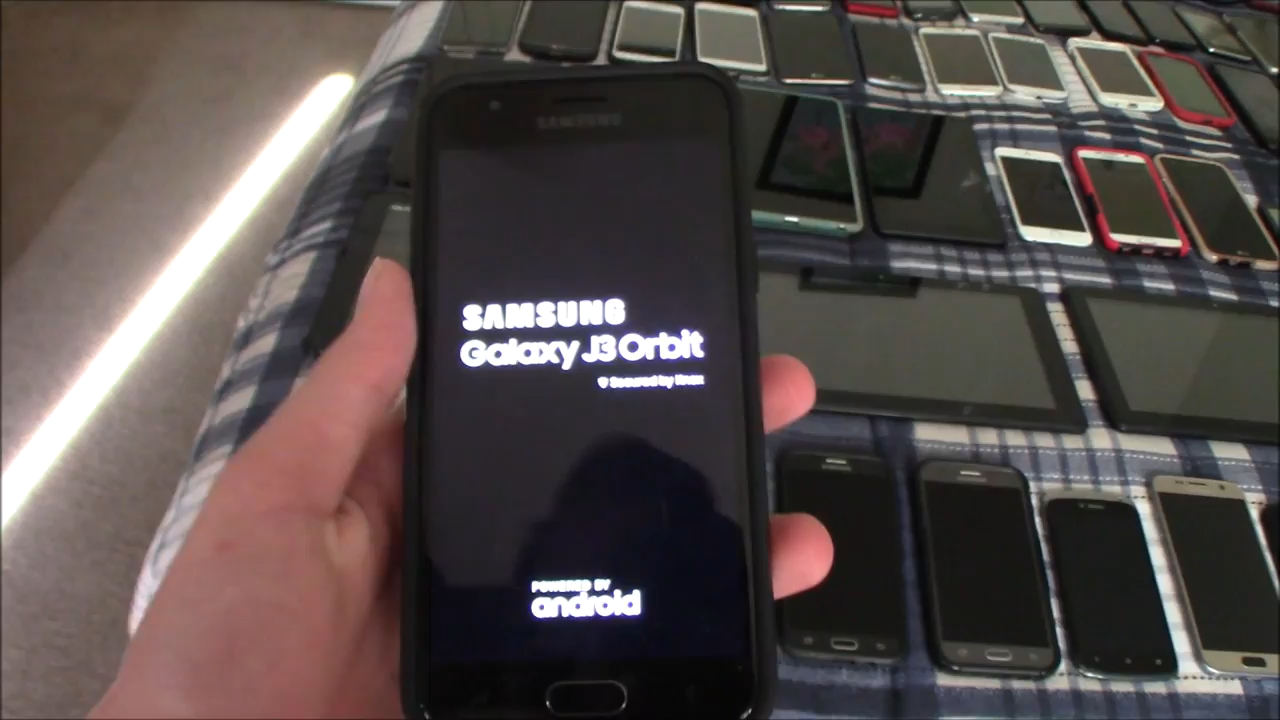 SAMSUNG
SAMSUNG
Galaxy J3 Orbit
Secured by Knox
POWERED BY
android